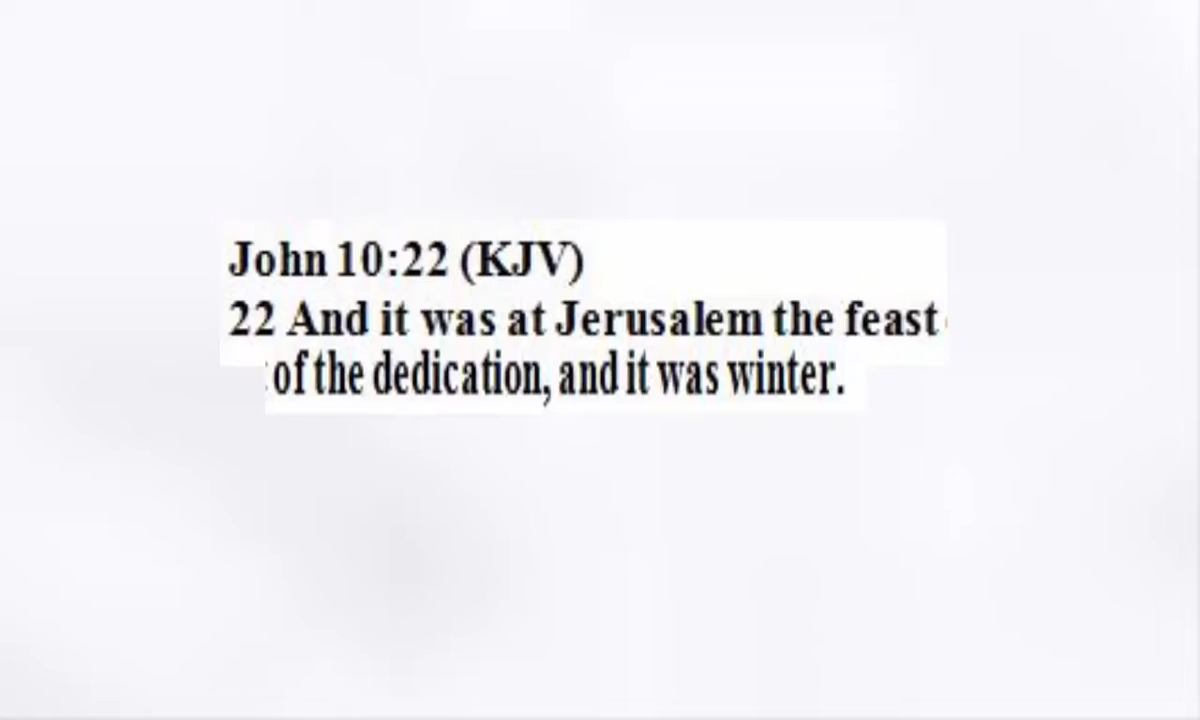 John 10:22 (KJV)
22 And it was at Jerusalem the feast
of the dedication, and it was winter.